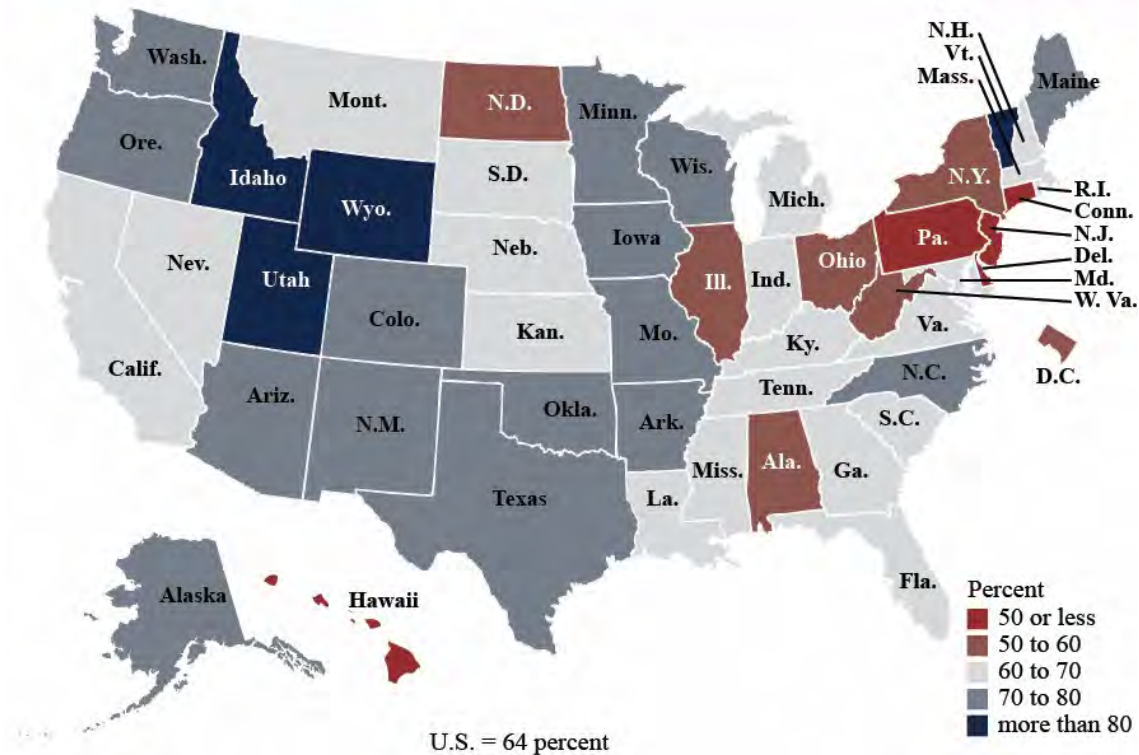 N.H.
Vt.
Mass.
Wash.
Maine
Mont.
N.D.
Minn.
Ore.
Idaho
S.D.
Wis.
N.Y.
Wyo.
Mich.
R.I.
Conn.
N.J.
Del.
Md.
W. Va.
Pa.
Iowa
Neb.
Nev.
Utah
Ill.
Ind.
Ohio
Colo.
Kan.
Mo.
Ky.
Va.
Calif.
Tenn.
N.C.
D.C.
Ariz.
N.M.
Okla.
Ark.
S.C.
Miss.
Ala.
Ga.
Texas
La.
Fla.
Alaska
Hawaii
Percent
50 or less
50 to 60
60 to 70
70 to 80
more than 80
U.S. = 64 percent